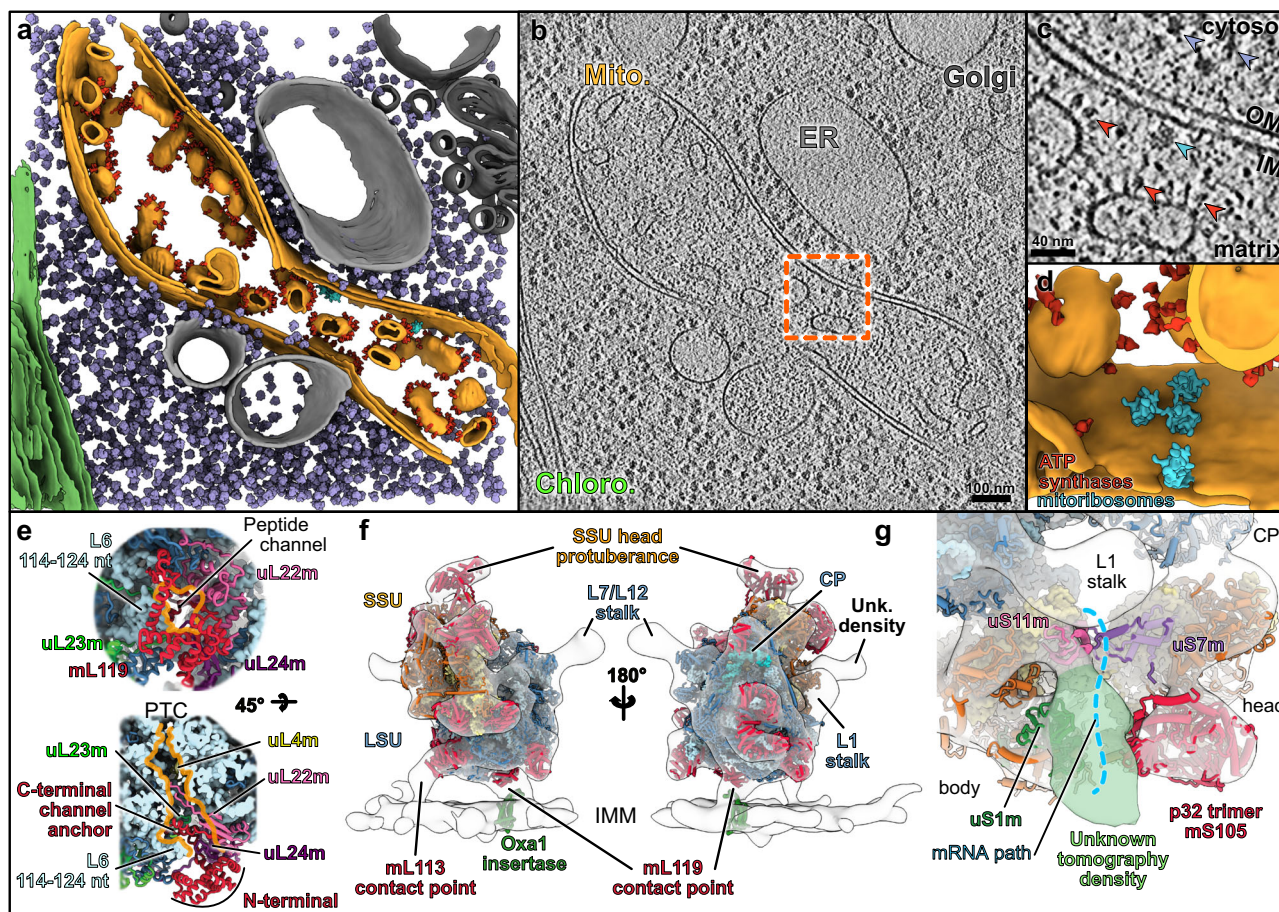 a
b
Mito.
Golgi
ER
Chloro.
100 nm
c
cytoso
OM
IM
40 nm
matrix
d
ATP
synthases
mitoribosomes
e
Peptide
channel
L6
114-124 nt
uL22m
uL23m
mL119
uL24m
45°
PTC
uL23m
uL4m
uL22m
C-terminal
channel
anchor
L6
114-124 nt
uL24m
N-terminal
f
SSU head
protuberance
SSU
L7/L12
stalk
CP
Unk.
density
180°
LSU
L1
stalk
IMM
Oxa1
insertase
mL113
contact point
mL119
contact point
g
CP
L1
stalk
uS11m
uS7m
head
body
uS1m
mRNA path
Unknown
tomography
density
p32 trimer
mS105